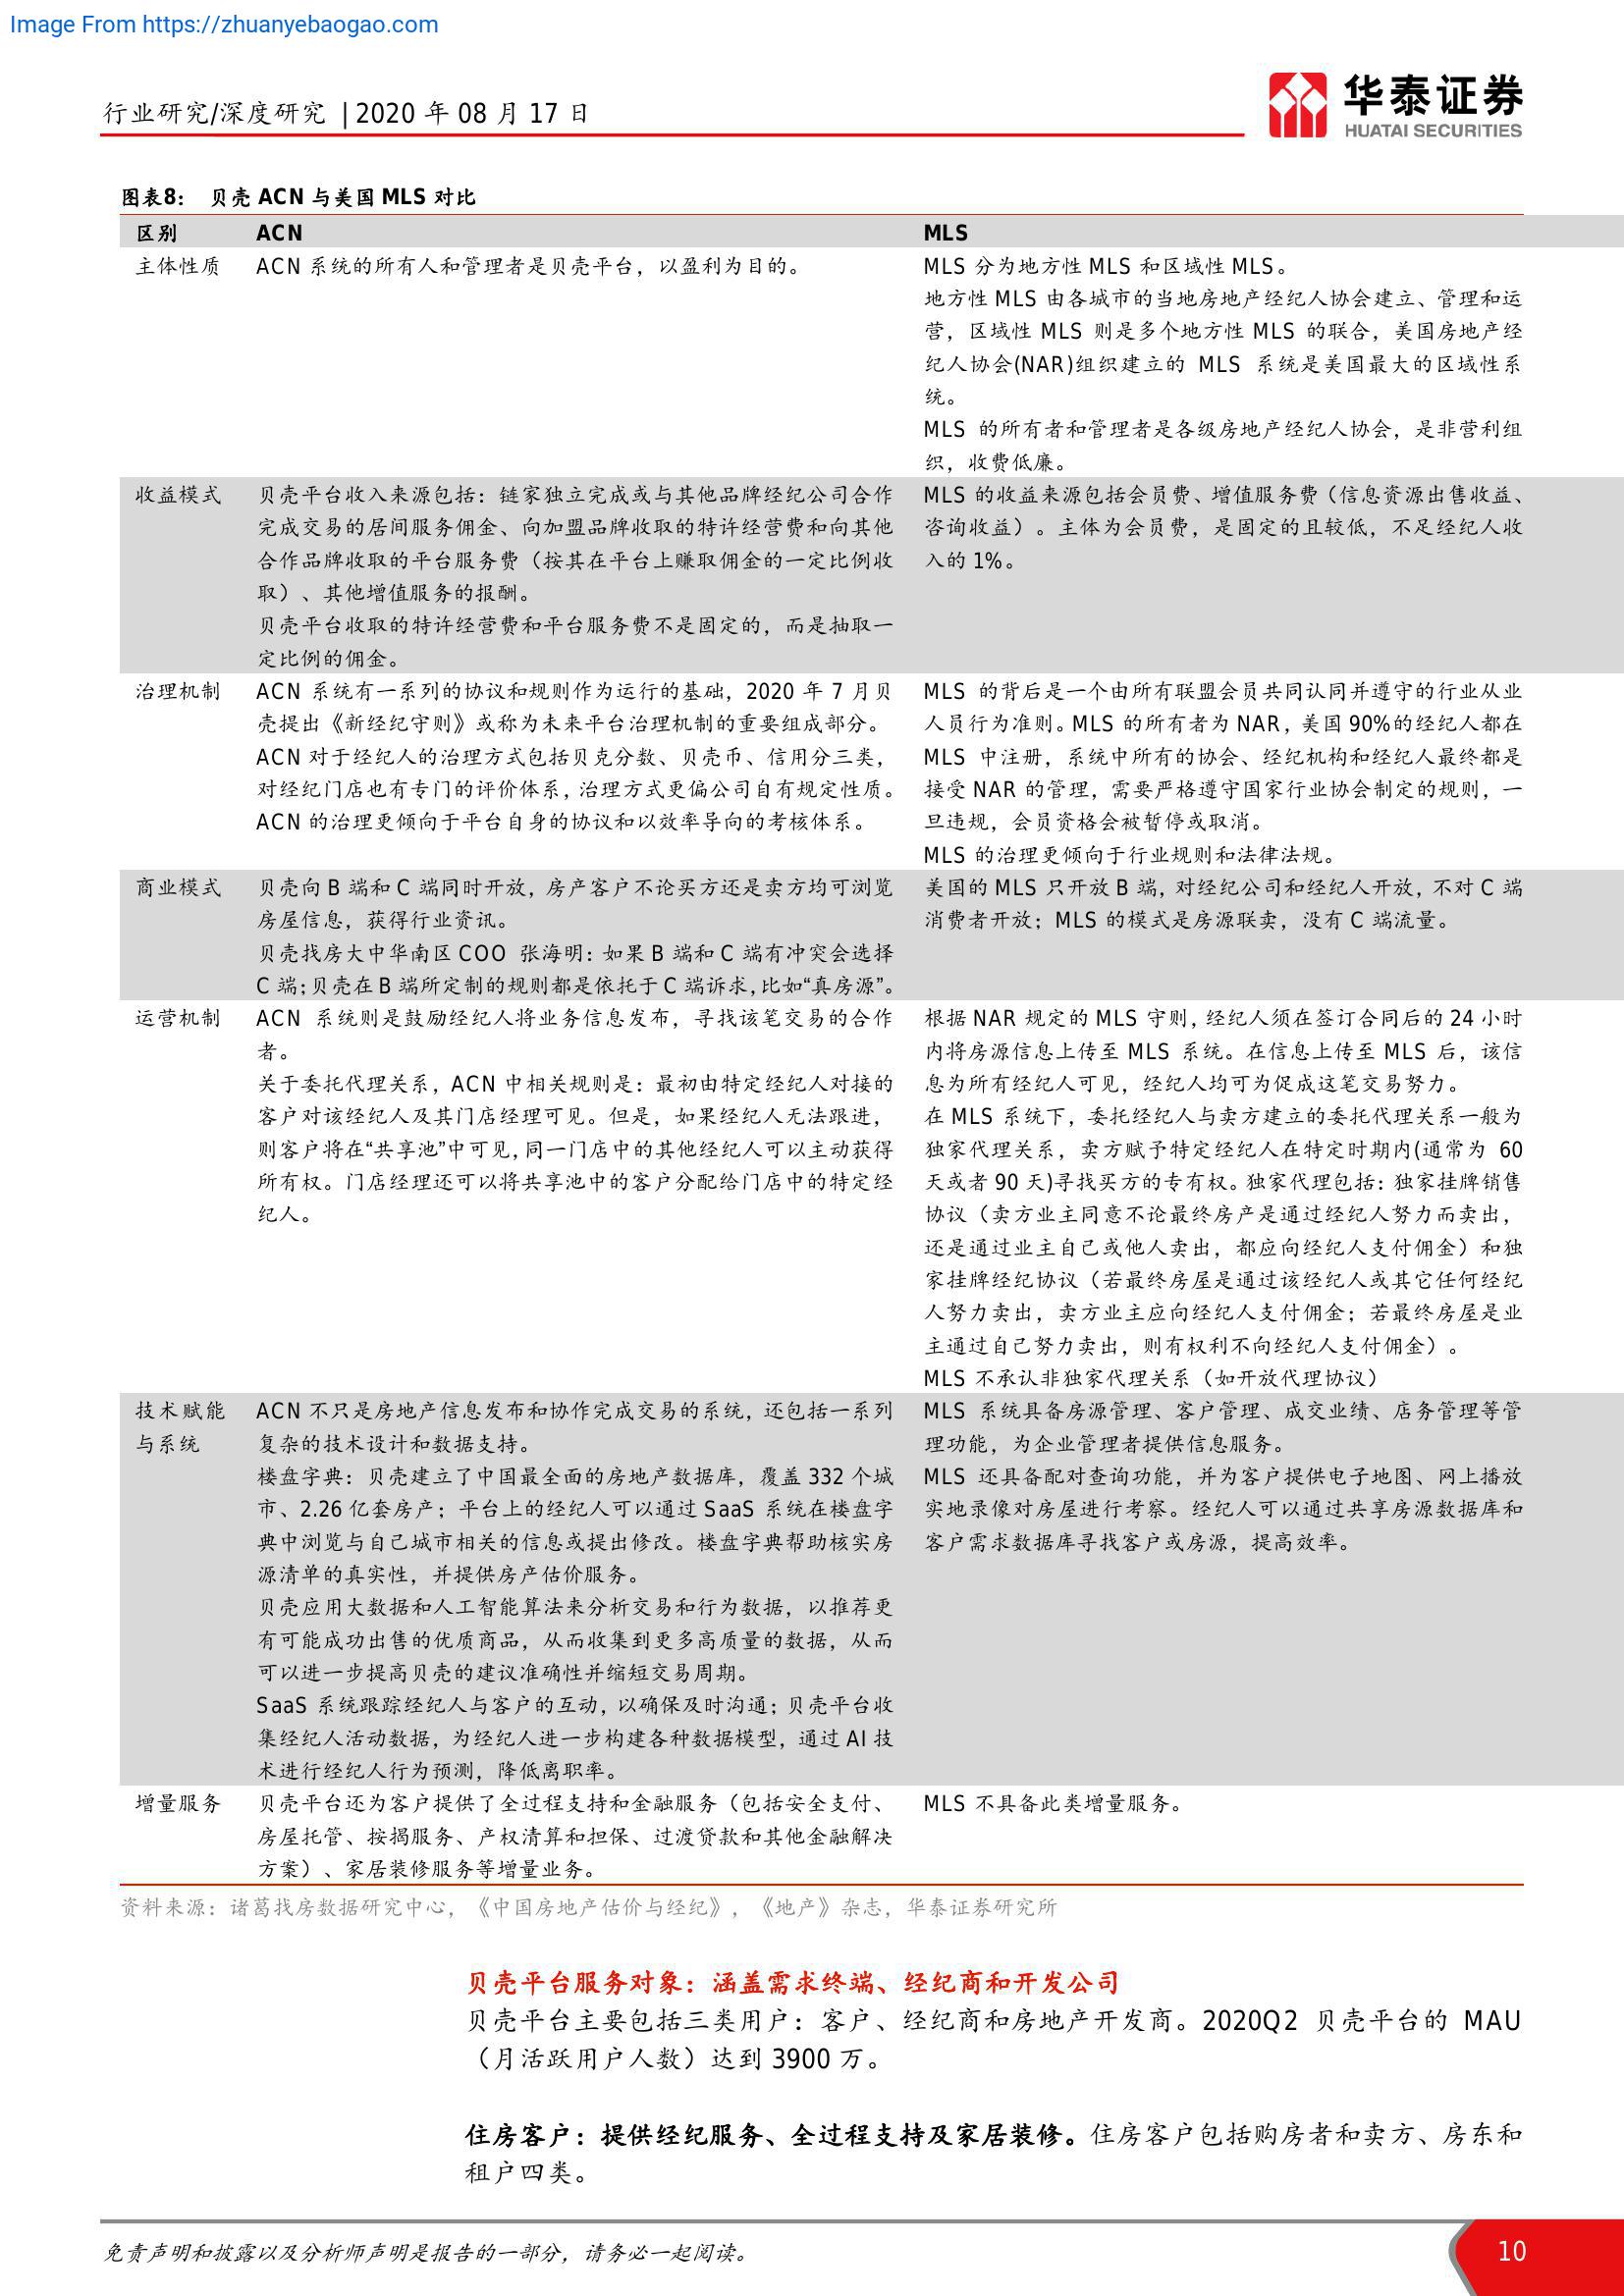 Image From https://zhuanyebaogao.com
行业研究/深度研究 | 2020 年 08 月 17 日
华泰证券
HUATAI SECURITIES
图表8： 贝壳 ACN 与美国 MLS 对比
区别 ACN MLS
主体性质 ACN 系统的所有人和管理者是贝壳平台，以盈利为目的。
MLS 分为地方性 MLS 和区域性 MLS。
地方性 MLS 由各城市的当地房地产经纪人协会建立、管理和运
营，区域性 MLS 则是多个地方性 MLS 的联合，美国房地产经
纪人协会(NAR)组织建立的 MLS 系统是美国最大的区域性系
统。
MLS 的所有者和管理者是各级房地产经纪人协会，是非营利组
织，收费低廉。
收益模式 贝壳平台收入来源包括：链家独立完成或与其他品牌经纪公司合作
完成交易的居间服务佣金、向加盟品牌收取的特许经营费和向其他
合作品牌收取的平台服务费（按其在平台上赚取佣金的一定比例收
取）、其他增值服务的报酬。
贝壳平台收取的特许经营费和平台服务费不是固定的，而是抽取一
定比例的佣金。
MLS 的收益来源包括会员费、增值服务费（信息资源出售收益、
咨询收益）。主体为会员费，是固定的且较低，不足经纪人收
入的 1%。
治理机制 ACN 系统有一系列的协议和规则作为运行的基础，2020 年 7 月贝
壳提出《新经纪守则》或称为未来平台治理机制的重要组成部分。
ACN 对于经纪人的治理方式包括贝克分数、贝壳币、信用分三类，
对经纪门店也有专门的评价体系，治理方式更偏公司自有规定性质。
ACN 的治理更倾向于平台自身的协议和以效率导向的考核体系。
MLS 的背后是一个由所有联盟会员共同认同并遵守的行业从业
人员行为准则。MLS 的所有者为 NAR，美国 90%的经纪人都在
MLS 中注册，系统中所有的协会、经纪机构和经纪人最终都是
接受 NAR 的管理，需要严格遵守国家行业协会制定的规则，一
旦违规，会员资格会被暂停或取消。
MLS 的治理更倾向于行业规则和法律法规。
商业模式 贝壳向 B 端和 C 端同时开放，房产客户不论买方还是卖方均可浏览
房屋信息，获得行业资讯。
贝壳找房大中华南区 COO 张海明：如果 B 端和 C 端有冲突会选择
C 端；贝壳在 B 端所定制的规则都是依托于 C 端诉求，比如“真房源”。
美国的 MLS 只开放 B 端，对经纪公司和经纪人开放，不对 C 端
消费者开放；MLS 的模式是房源联卖，没有 C 端流量。
运营机制 ACN 系统则是鼓励经纪人将业务信息发布，寻找该笔交易的合作
者。
关于委托代理关系，ACN 中相关规则是：最初由特定经纪人对接的
客户对该经纪人及其门店经理可见。但是，如果经纪人无法跟进，
则客户将在“共享池”中可见，同一门店中的其他经纪人可以主动获得
所有权。门店经理还可以将共享池中的客户分配给门店中的特定经
纪人。
根据 NAR 规定的 MLS 守则，经纪人须在签订合同后的 24 小时
内将房源信息上传至 MLS 系统。在信息上传至 MLS 后，该信
息为所有经纪人可见，经纪人均可为促成这笔交易努力。
在 MLS 系统下，委托经纪人与卖方建立的委托代理关系一般为
独家代理关系，卖方赋予特定经纪人在特定时期内(通常为 60
天或者 90 天)寻找买方的专有权。独家代理包括：独家挂牌销售
协议（卖方业主同意不论最终房产是通过经纪人努力而卖出，
还是通过业主自己或他人卖出，都应向经纪人支付佣金）和独
家挂牌经纪协议（若最终房屋是通过该经纪人或其它任何经纪
人努力卖出，卖方业主应向经纪人支付佣金；若最终房屋是业
主通过自己努力卖出，则有权利不向经纪人支付佣金）。
MLS 不承认非独家代理关系（如开放代理协议）
技术赋能
与系统
ACN 不只是房地产信息发布和协作完成交易的系统，还包括一系列
复杂的技术设计和数据支持。
楼盘字典：贝壳建立了中国最全面的房地产数据库，覆盖 332 个城
市、2.26 亿套房产；平台上的经纪人可以通过 SaaS 系统在楼盘字
典中浏览与自己城市相关的信息或提出修改。楼盘字典帮助核实房
源清单的真实性，并提供房产估价服务。
贝壳应用大数据和人工智能算法来分析交易和行为数据，以推荐更
有可能成功出售的优质商品，从而收集到更多高质量的数据，从而
可以进一步提高贝壳的建议准确性并缩短交易周期。
SaaS 系统跟踪经纪人与客户的互动，以确保及时沟通；贝壳平台收
集经纪人活动数据，为经纪人进一步构建各种数据模型，通过 AI 技
术进行经纪人行为预测，降低离职率。
MLS 系统具备房源管理、客户管理、成交业绩、店务管理等管
理功能，为企业管理者提供信息服务。
MLS 还具备配对查询功能，并为客户提供电子地图、网上播放
实地录像对房屋进行考察。经纪人可以通过共享房源数据库和
客户需求数据库寻找客户或房源，提高效率。
增量服务 贝壳平台还为客户提供了全过程支持和金融服务（包括安全支付、
房屋托管、按揭服务、产权清算和担保、过渡贷款和其他金融解决
方案）、家居装修服务等增量业务。
MLS 不具备此类增量服务。
资料来源：诸葛找房数据研究中心，《中国房地产估价与经纪》，《地产》杂志，华泰证券研究所
贝壳平台服务对象：涵盖需求终端、经纪商和开发公司
贝壳平台主要包括三类用户：客户、经纪商和房地产开发商。2020Q2 贝壳平台的 MAU
（月活跃用户人数）达到 3900 万。
住房客户：提供经纪服务、全过程支持及家居装修。住房客户包括购房者和卖方、房东和
租户四类。
免责声明和披露以及分析师声明是报告的一部分，请务必一起阅读。
10